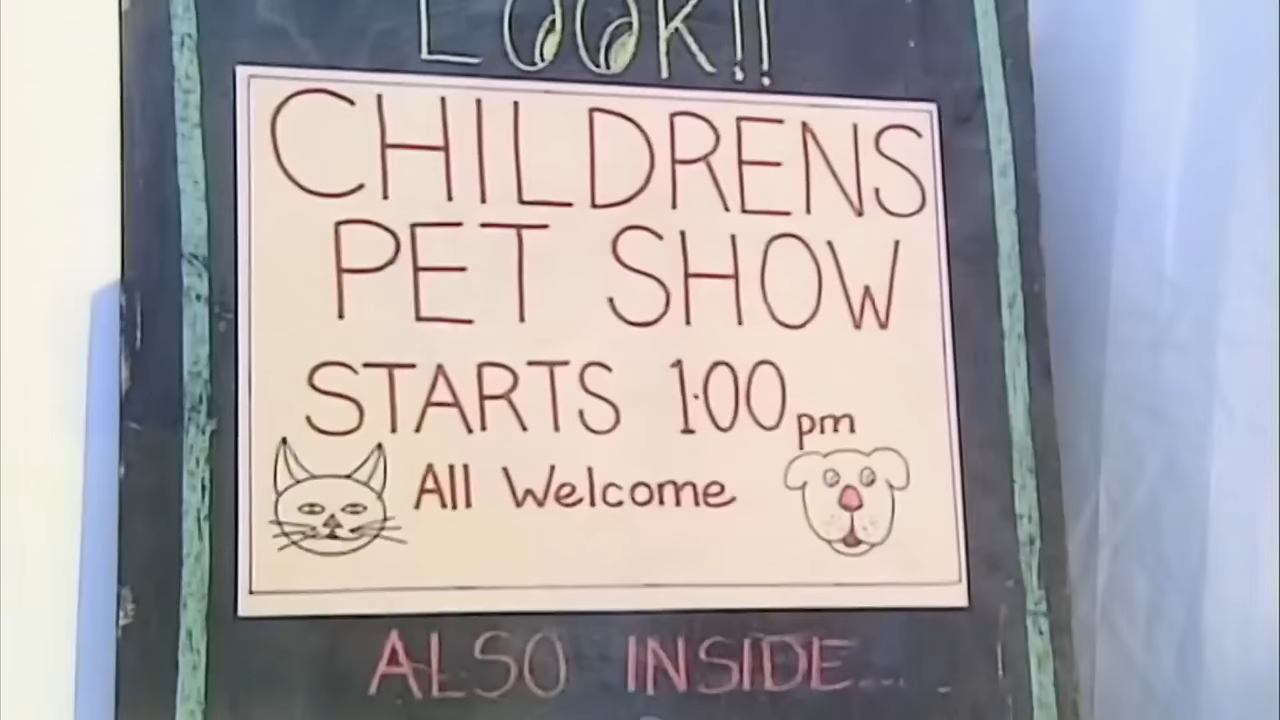 LOOK!!
CHILDRENS
PET SHOW
STARTS 1·00 pm
All Welcome
ALSO INSIDE....